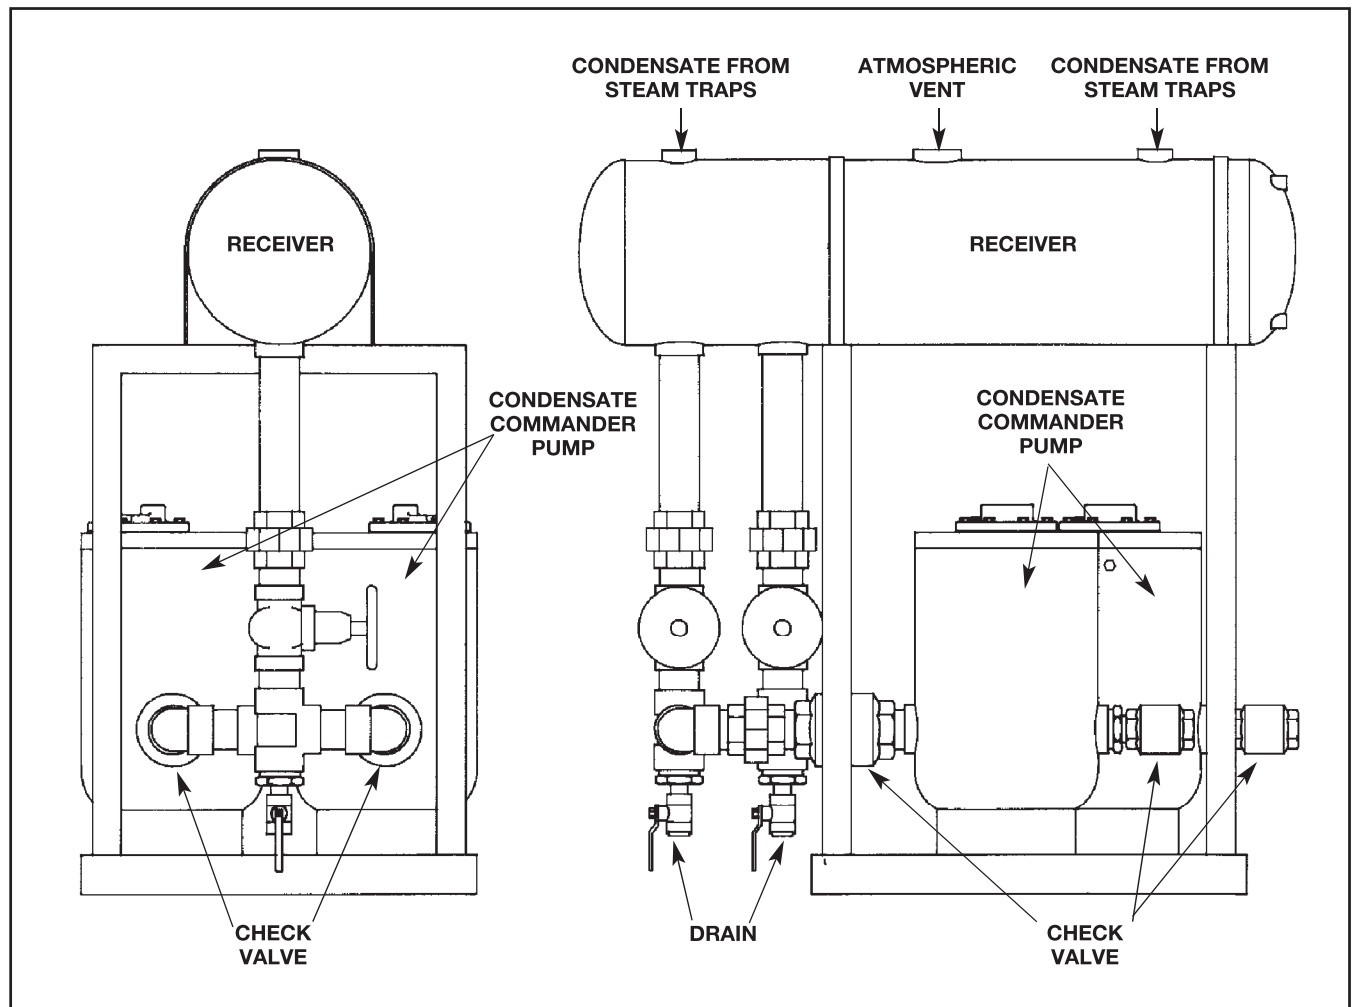 CONDENSATE FROM
STEAM TRAPS
ATMOSPHERIC
VENT
CONDENSATE FROM
STEAM TRAPS
RECEIVER
RECEIVER
CONDENSATE
COMMANDER
PUMP
CONDENSATE
COMMANDER
PUMP
CHECK
VALVE
DRAIN
CHECK
VALVE